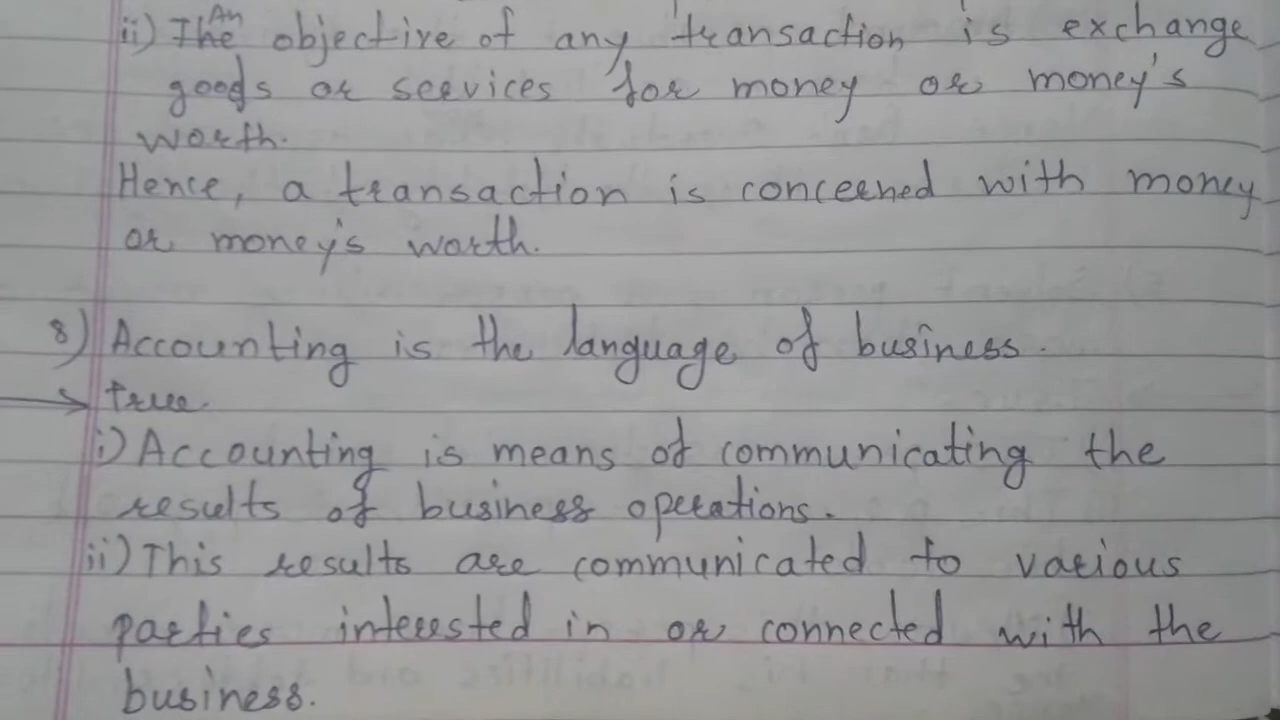 ii) The An objective of any transaction is exchange
goods or services for money or money's
worth.
Hence, a transaction is concerned with money
or money's worth.
8) Accounting is the language of business.
→ true.
i) Accounting is means of communicating the
results of business operations.
ii) This results are communicated to various
parties interested in or connected with the
business.